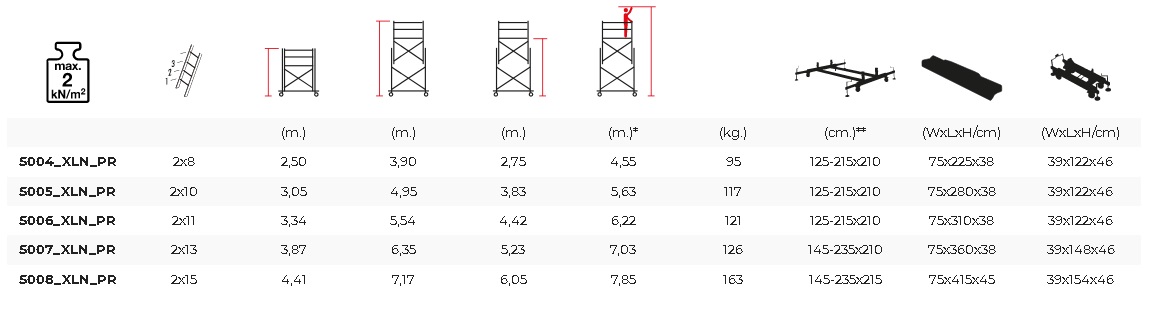 max.
2
kN/m²
3
2
1
(m.) (m.) (m.) (m.)* (kg.) (cm.)** (WxLxH/cm) (WxLxH/cm)
5004_XLN_PR 2x8 2,50 3,90 2,75 4,55 95 125-215x210 75x225x38 39x122x46
5005_XLN_PR 2x10 3,05 4,95 3,83 5,63 117 125-215x210 75x280x38 39x122x46
5006_XLN_PR 2x11 3,34 5,54 4,42 6,22 121 125-215x210 75x310x38 39x122x46
5007_XLN_PR 2x13 3,87 6,35 5,23 7,03 126 145-235x210 75x360x38 39x148x46
5008_XLN_PR 2x15 4,41 7,17 6,05 7,85 163 145-235x215 75x415x45 39x154x46